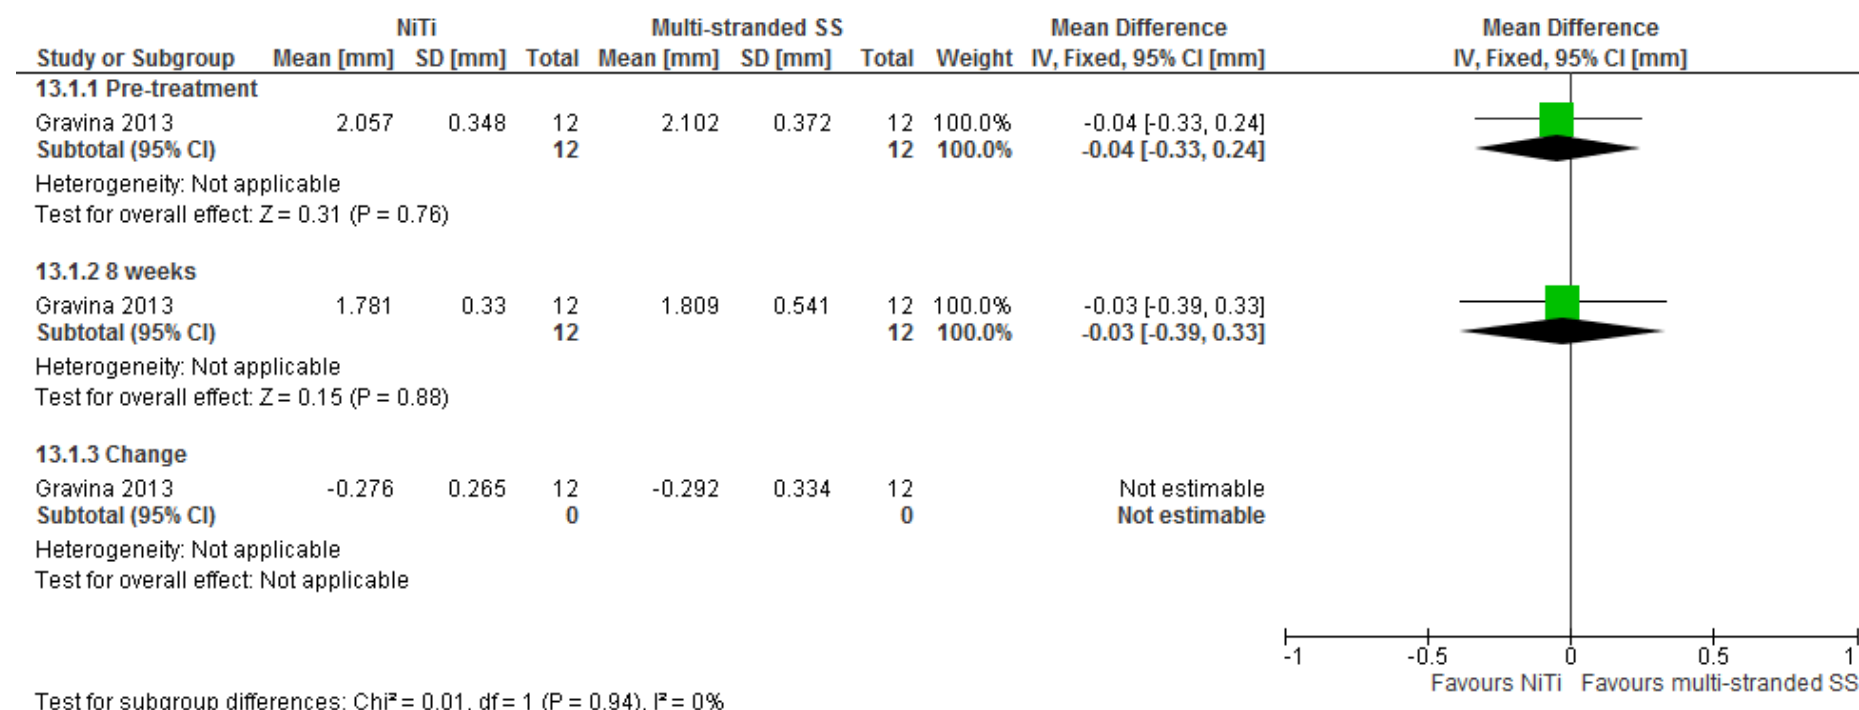 NiTi Multi-stranded SS Mean Difference Mean Difference
Study or Subgroup Mean [mm] SD [mm] Total Mean [mm] SD [mm] Total Weight IV, Fixed, 95% CI [mm] IV, Fixed, 95% CI [mm]
13.1.1 Pre-treatment
Gravina 2013 2.057 0.348 12 2.102 0.372 12 100.0% -0.04 [-0.33, 0.24]
Subtotal (95% CI) 12 12 100.0% -0.04 [-0.33, 0.24]
Heterogeneity: Not applicable
Test for overall effect: Z = 0.31 (P = 0.76)
13.1.2 8 weeks
Gravina 2013 1.781 0.33 12 1.809 0.541 12 100.0% -0.03 [-0.39, 0.33]
Subtotal (95% CI) 12 12 100.0% -0.03 [-0.39, 0.33]
Heterogeneity: Not applicable
Test for overall effect: Z = 0.15 (P = 0.88)
13.1.3 Change
Gravina 2013 -0.276 0.265 12 -0.292 0.334 12 Not estimable
Subtotal (95% CI) 0 0 Not estimable
Heterogeneity: Not applicable
Test for overall effect: Not applicable
-1 -0.5 0 0.5 1
Favours NiTi Favours multi-stranded SS
Test for subgroup differences: Chi² = 0.01, df = 1 (P = 0.94), I² = 0%